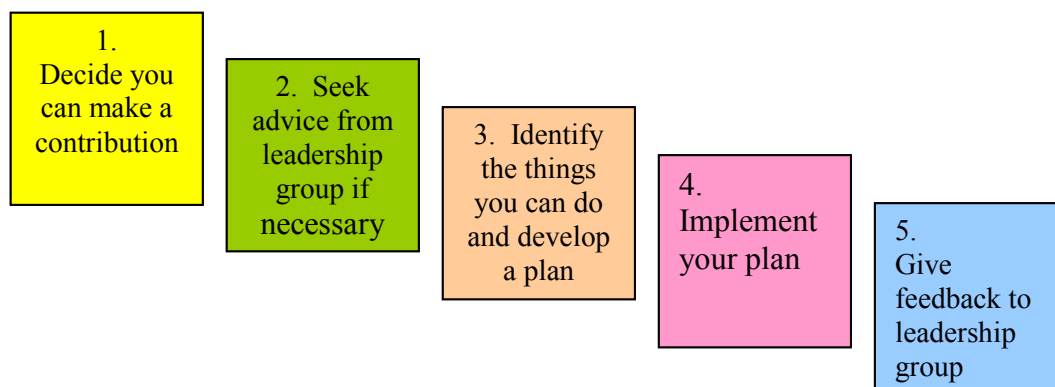 1.
Decide you
can make a
contribution
2. Seek
advice from
leadership
group if
necessary
3. Identify
the things
you can do
and develop
a plan
4.
Implement
your plan
5.
Give
feedback to
leadership
group